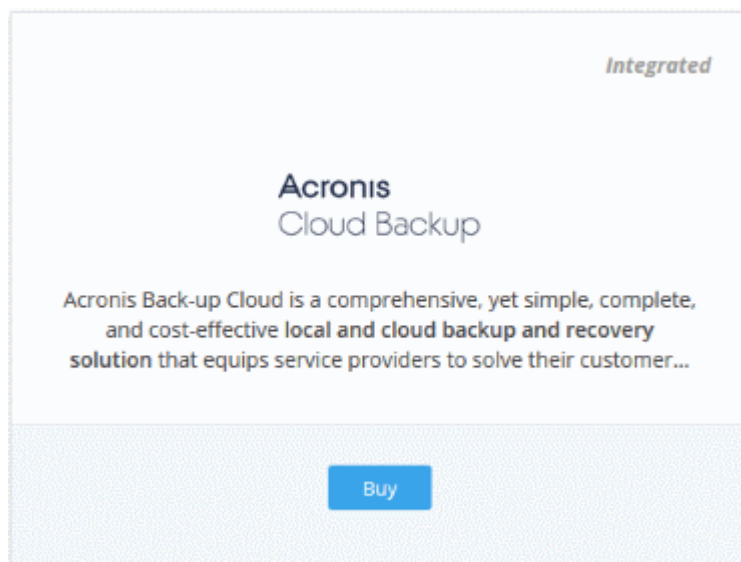 Integrated
Acronis
Cloud Backup
Acronis Back-up Cloud is a comprehensive, yet simple, complete,
and cost-effective local and cloud backup and recovery
solution that equips service providers to solve their customer...
Buy